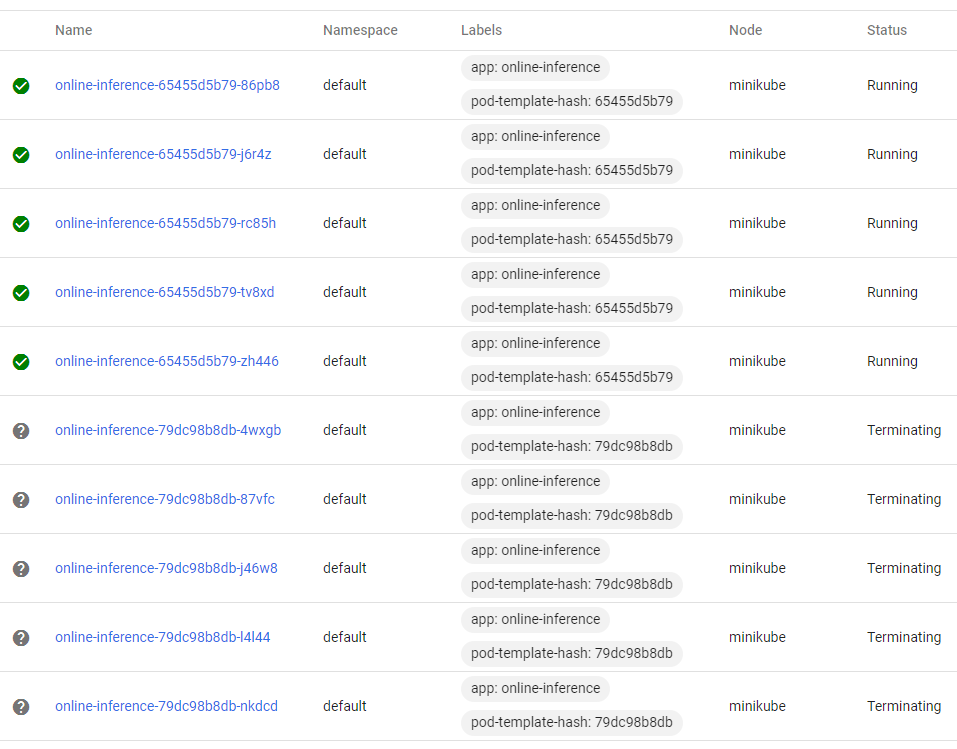 Name Namespace Labels Node Status
app: online-inference
online-inference-65455d5b79-86pb8 default minikube Running
pod-template-hash: 65455d5b79
app: online-inference
online-inference-65455d5b79-j6r4z default minikube Running
pod-template-hash: 65455d5b79
app: online-inference
online-inference-65455d5b79-rc85h default minikube Running
pod-template-hash: 65455d5b79
app: online-inference
online-inference-65455d5b79-tv8xd default minikube Running
pod-template-hash: 65455d5b79
app: online-inference
online-inference-65455d5b79-zh446 default minikube Running
pod-template-hash: 65455d5b79
app: online-inference
online-inference-79dc98b8db-4wxgb default minikube Terminating
pod-template-hash: 79dc98b8db
app: online-inference
online-inference-79dc98b8db-87vfc default minikube Terminating
pod-template-hash: 79dc98b8db
app: online-inference
online-inference-79dc98b8db-j46w8 default minikube Terminating
pod-template-hash: 79dc98b8db
app: online-inference
online-inference-79dc98b8db-l4l44 default minikube Terminating
pod-template-hash: 79dc98b8db
app: online-inference
online-inference-79dc98b8db-nkdcd default minikube Terminating
pod-template-hash: 79dc98b8db